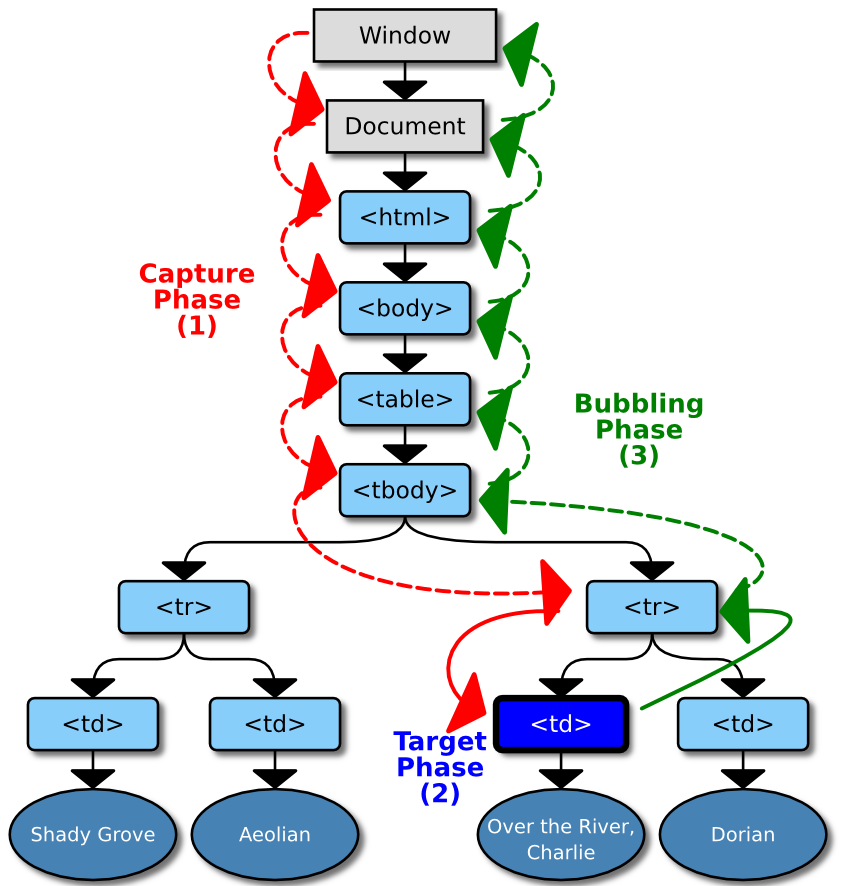 Window
Document
<html>
<body>
Capture
Phase
(1)
<table>
Bubbling
Phase
(3)
<tbody>
<tr>
<tr>
<td>
<td>
<td>
<td>
Target
Phase
(2)
Shady Grove
Aeolian
Over the River,
Charlie
Dorian